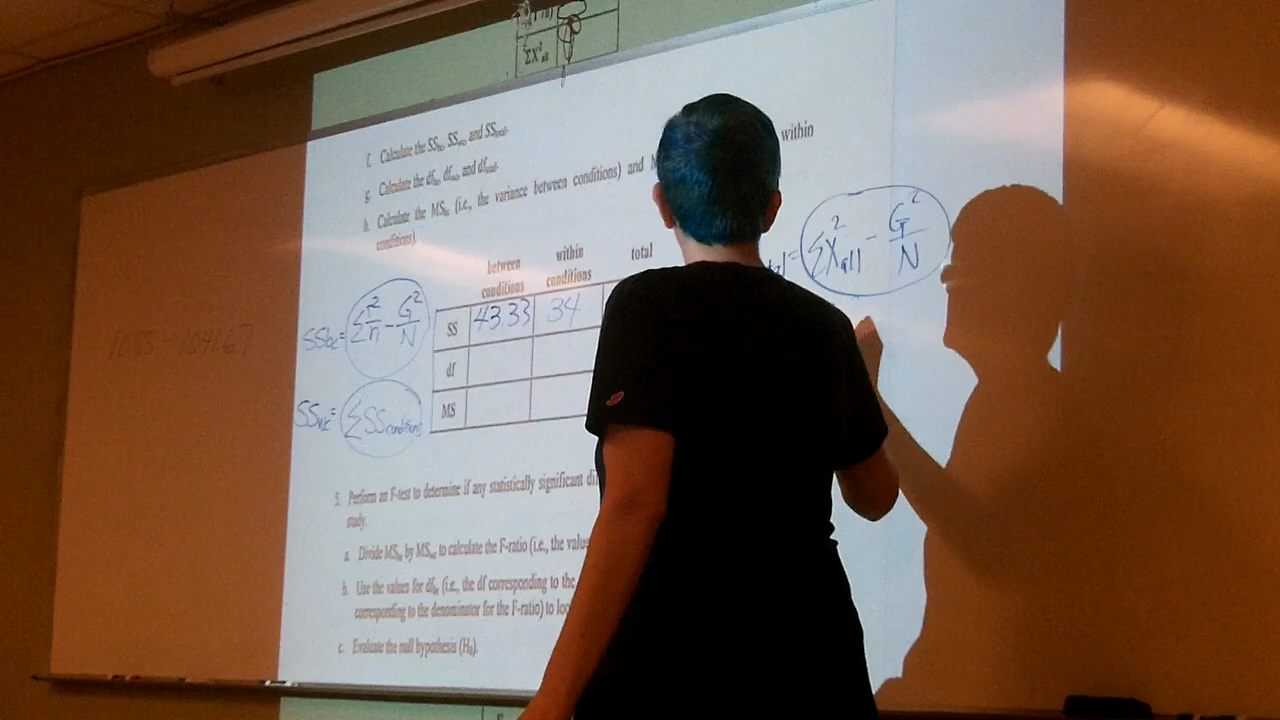 ΣX²all
f. Calculate the SSbc, SSwc, and SStotal.
g. Calculate the dfbc, dfwc, and dftotal.
h. Calculate the MSbc (i.e., the variance between conditions) and M within
conditions).
between conditions within conditions total
SS 43 33 34
df
MS
SSbc= ΣT²/n - G²/N
SSwc= ΣSSconditions
tal= ΣX²all - G²/N
5. Perform an F-test to determine if any statistically significant di
study.
a. Divide MSbc by MSwc to calculate the F-ratio (i.e., the value
b. Use the values for dfbc (i.e., the df corresponding to the
corresponding to the denominator for the F-ratio) to loo
c. Evaluate the null hypothesis (H₀).